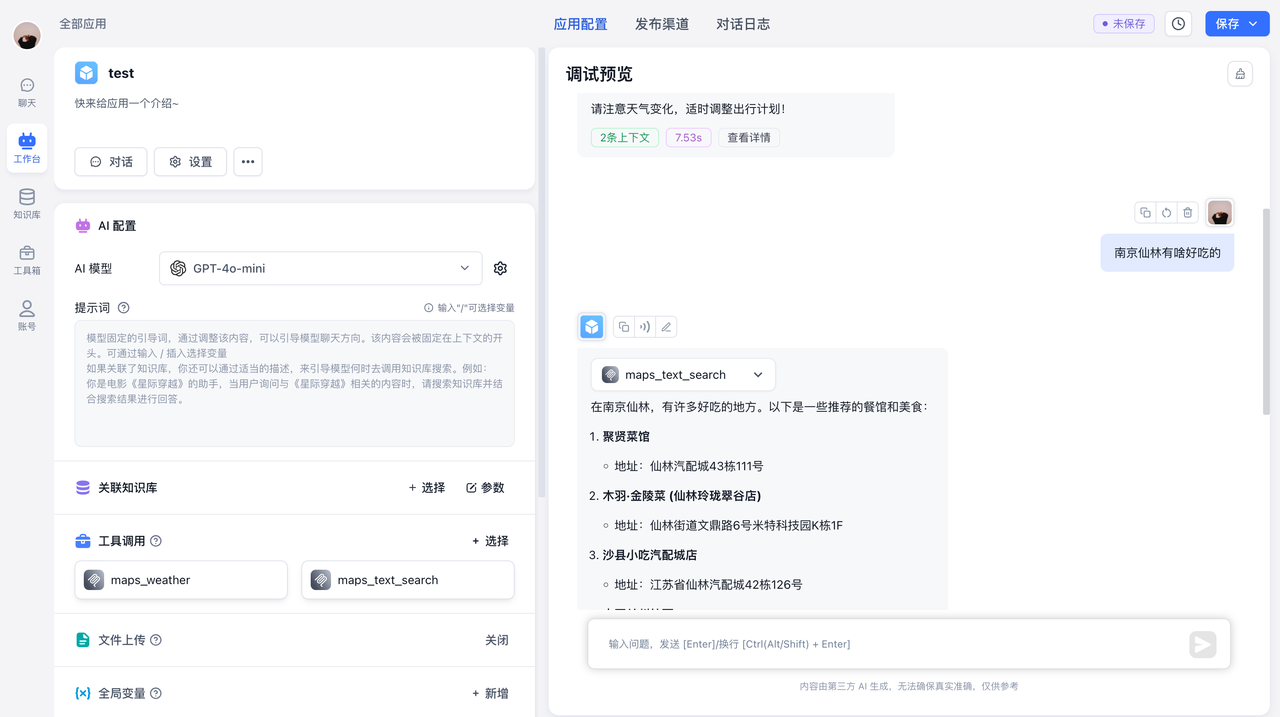 全部应用
应用配置
发布渠道
对话日志
未保存
保存
聊天
工作台
知识库
工具箱
账号
test
快来给应用一个介绍~
对话
设置
AI 配置
AI 模型
GPT-4o-mini
提示词
输入"/"可选择变量
模型固定的引导词，通过调整该内容，可以引导模型聊天方向。该内容会被固定在上下文的开
头。可通过输入 / 插入选择变量
如果关联了知识库，你还可以通过适当的描述，来引导模型何时去调用知识库搜索。例如：
你是电影《星际穿越》的助手，当用户询问与《星际穿越》相关的内容时，请搜索知识库并结
合搜索结果进行回答。
关联知识库
+ 选择
参数
工具调用
+ 选择
maps_weather
maps_text_search
文件上传
关闭
全局变量
+ 新增
调试预览
请注意天气变化，适时调整出行计划！
2条上下文
7.53s
查看详情
南京仙林有啥好吃的
maps_text_search
在南京仙林，有许多好吃的地方。以下是一些推荐的餐馆和美食：
1. 聚贤菜馆
地址：仙林汽配城43栋111号
2. 木羽·金陵菜 (仙林玲珑翠谷店)
地址：仙林街道文鼎路6号米特科技园K栋1F
3. 沙县小吃汽配城店
地址：江苏省仙林汽配城42栋126号
输入问题，发送 [Enter]/换行 [Ctrl(Alt/Shift) + Enter]
内容由第三方 AI 生成，无法确保真实准确，仅供参考